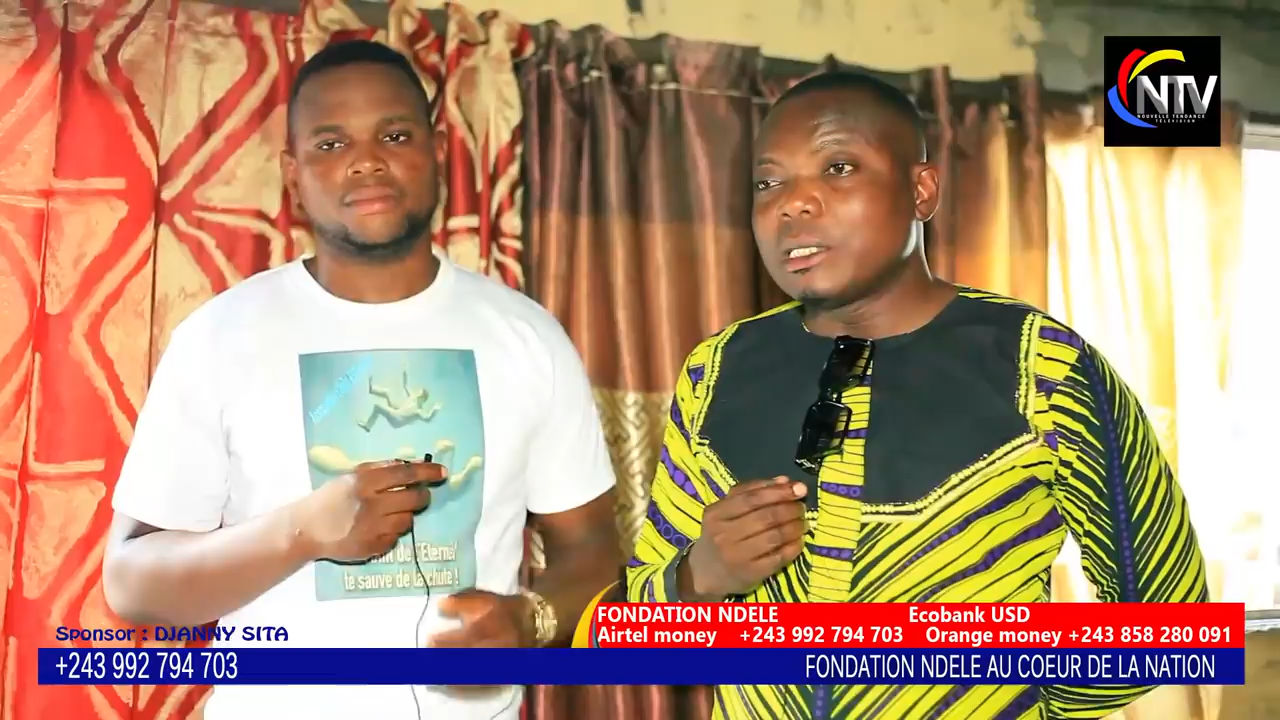 NTV
NOUVELLE TENDANCE
TÉLÉVISION
de l'Eternel
te sauve de la chute !
FONDATION NDELE Ecobank USD
Airtel money +243 992 794 703 Orange money +243 858 280 091
Sponsor : DJANNY SITA
+243 992 794 703 FONDATION NDELE AU COEUR DE LA NATION